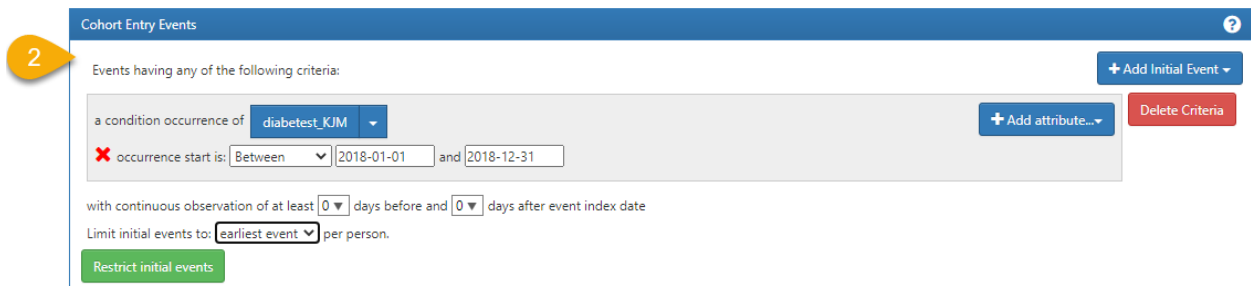 Cohort Entry Events
?
2
Events having any of the following criteria:
+ Add Initial Event
a condition occurrence of diabetest_KJM
+ Add attribute...
Delete Criteria
occurrence start is: Between 2018-01-01 and 2018-12-31
with continuous observation of at least 0 days before and 0 days after event index date
Limit initial events to: earliest event per person.
Restrict initial events